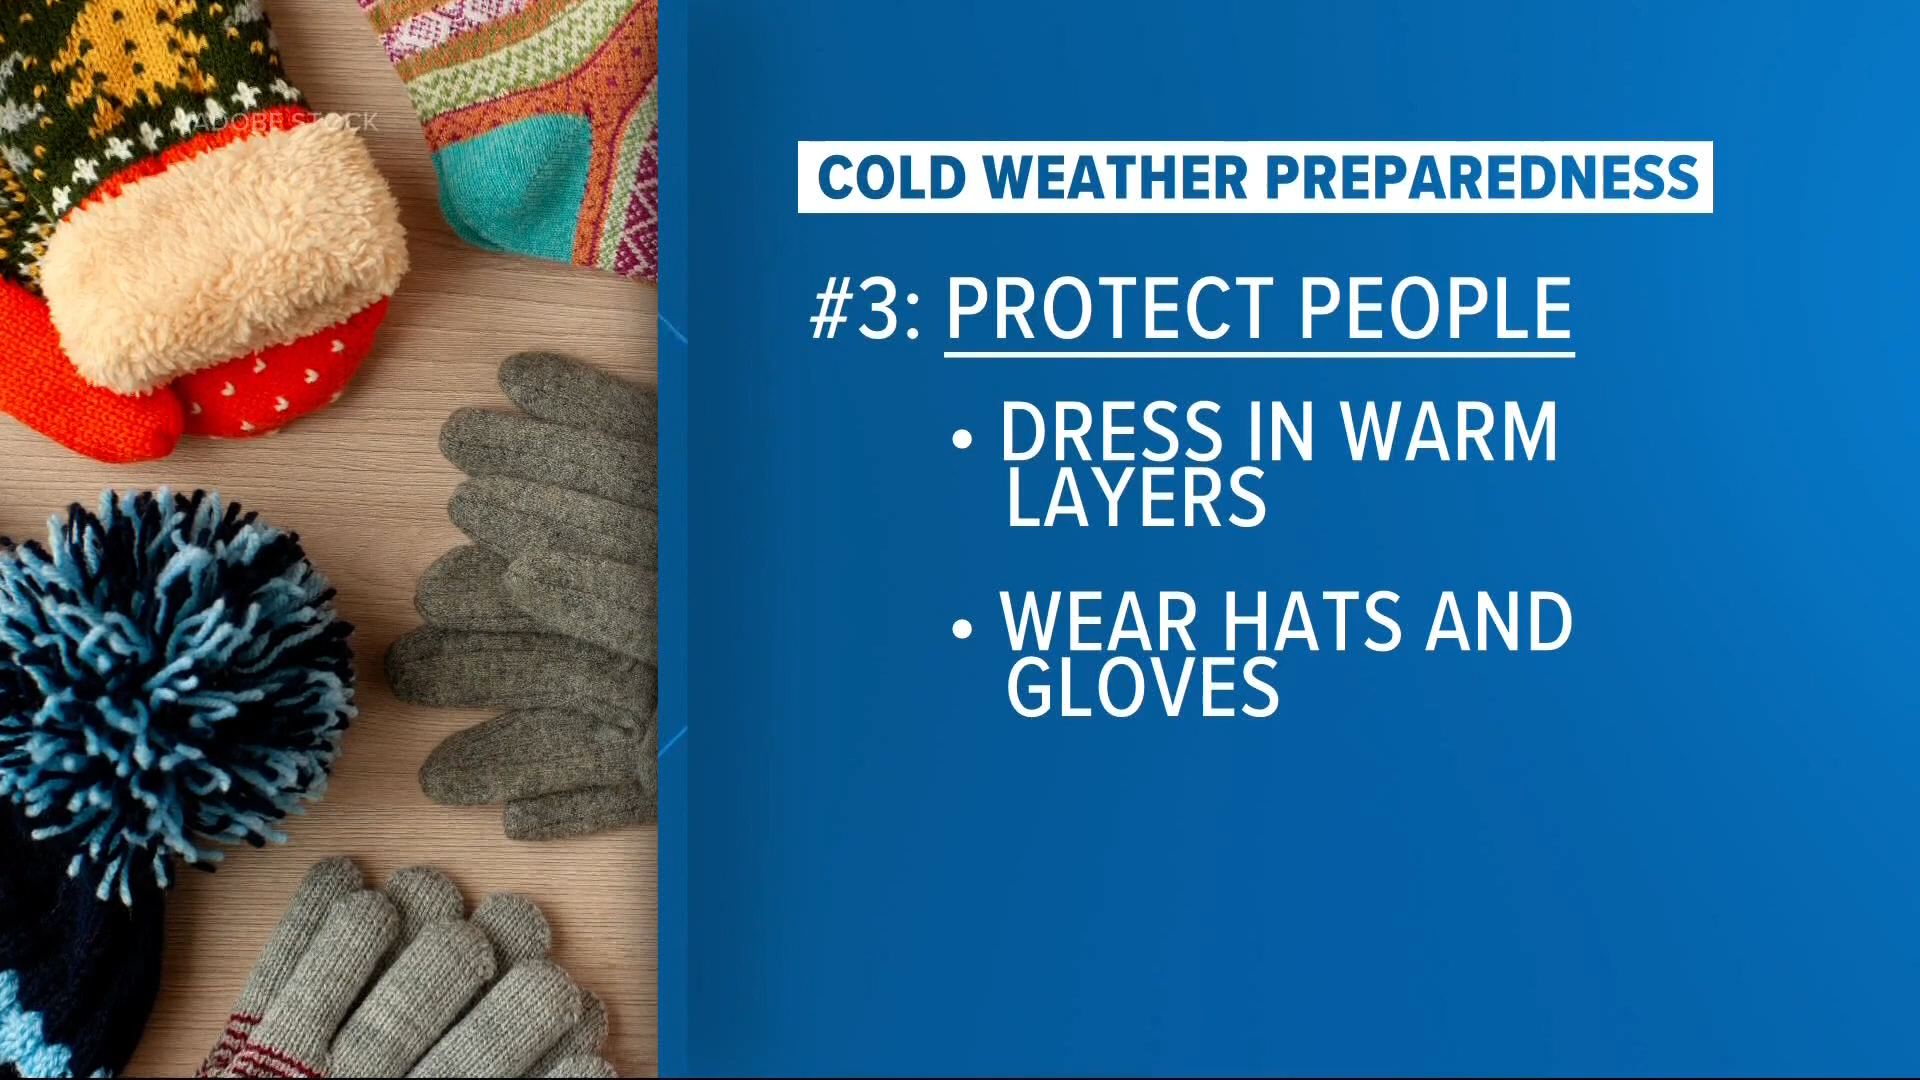 ADOBE STOCK
COLD WEATHER PREPAREDNESS
#3: PROTECT PEOPLE
• DRESS IN WARM
LAYERS
• WEAR HATS AND
GLOVES